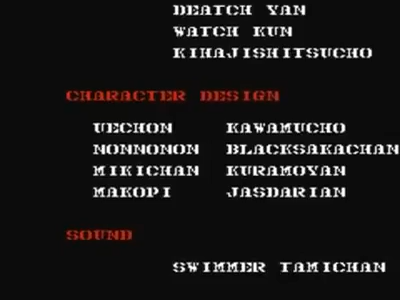 DEATCH YAN
WATCH KUN
KIHAJISHITSUCHO
CHARACTER DESIGN
UECHON KAWAMUCHO
NONNONON BLACKSAKACHAN
MIKICHAN KURAMOYAN
MAKOPI JASDARIAN
SOUND
SWIMMER TAMICHAN